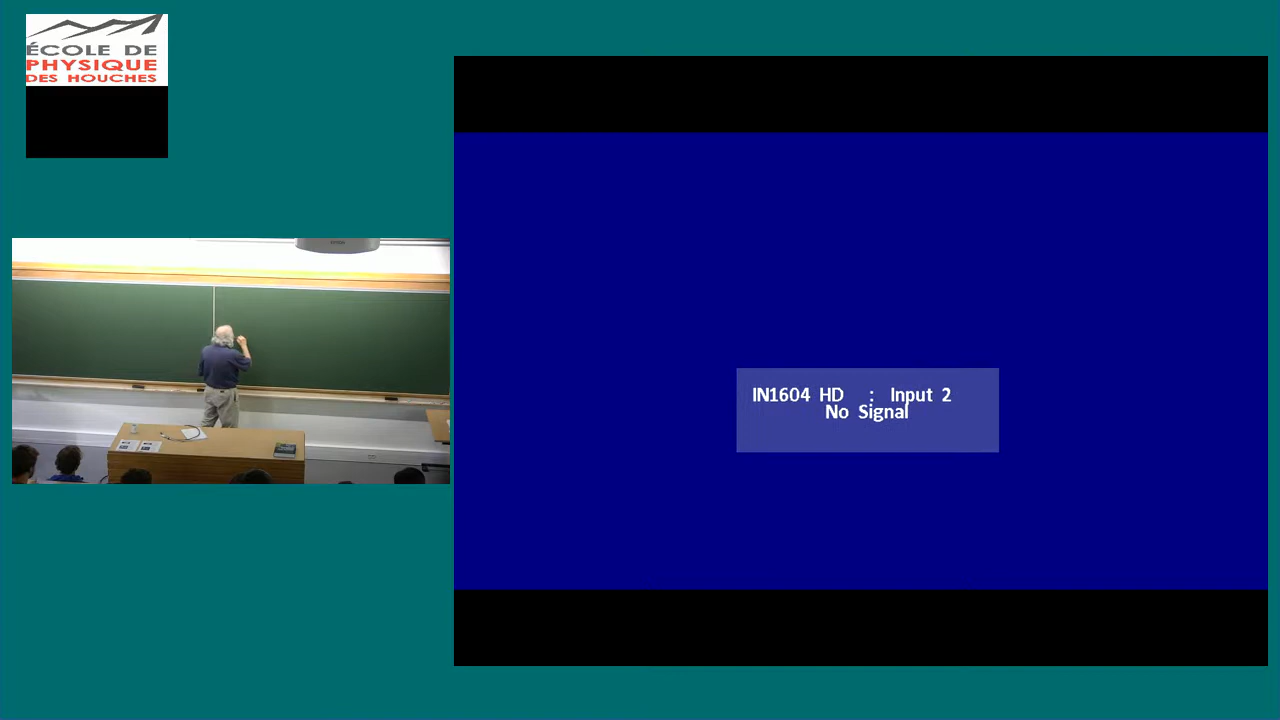 ÉCOLE DE
PHYSIQUE
DES HOUCHES
IN1604 HD : Input 2
No Signal